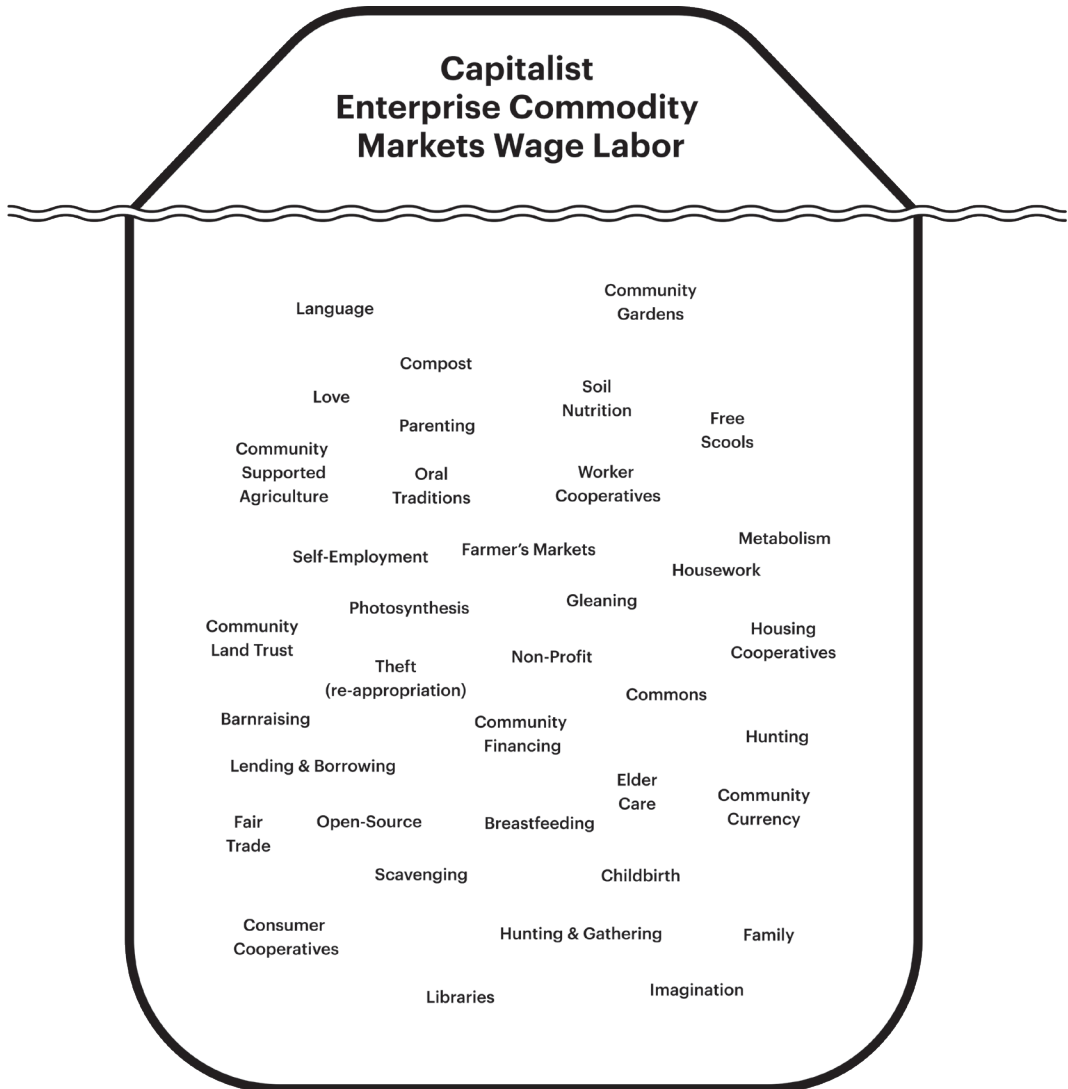 Capitalist
Enterprise Commodity
Markets Wage Labor
Language
Community
Gardens
Compost
Love
Soil
Nutrition
Parenting
Free
Scools
Community
Supported
Agriculture
Oral
Traditions
Worker
Cooperatives
Self-Employment
Farmer’s Markets
Metabolism
Housework
Photosynthesis
Gleaning
Community
Land Trust
Housing
Cooperatives
Theft
(re-appropriation)
Non-Profit
Commons
Barnraising
Community
Financing
Hunting
Lending & Borrowing
Elder
Care
Community
Currency
Fair
Trade
Open-Source
Breastfeeding
Scavenging
Childbirth
Consumer
Cooperatives
Hunting & Gathering
Family
Libraries
Imagination